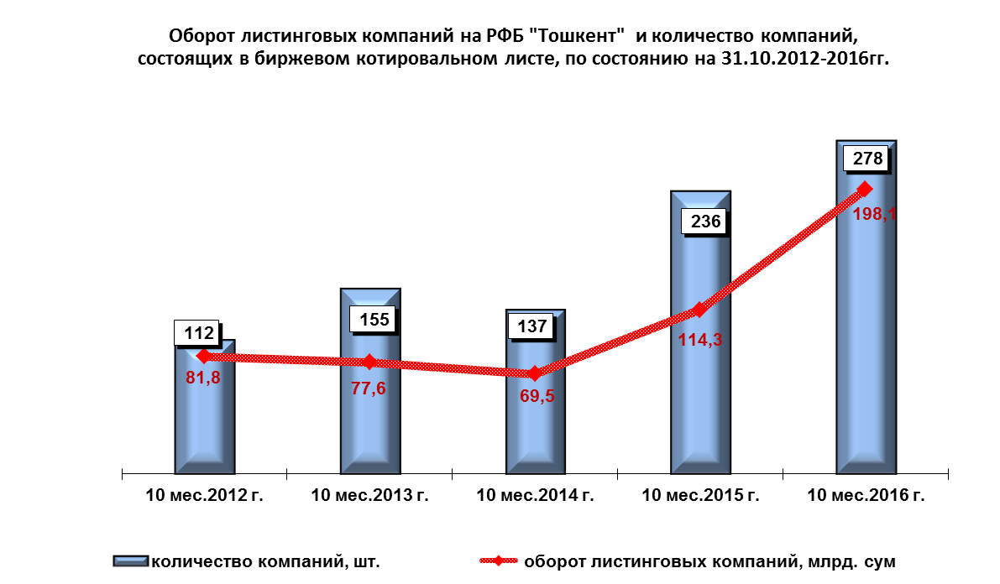 Оборот листинговых компаний на РФБ "Тошкент" и количество компаний,
состоящих в биржевом котировальном листе, по состоянию на 31.10.2012-2016гг.
278
198,1
236
155
137
112
114,3
81,8
77,6
69,5
10 мес.2012 г.
10 мес.2013 г.
10 мес.2014 г.
10 мес.2015 г.
10 мес.2016 г.
количество компаний, шт.
оборот листинговых компаний, млрд. сум